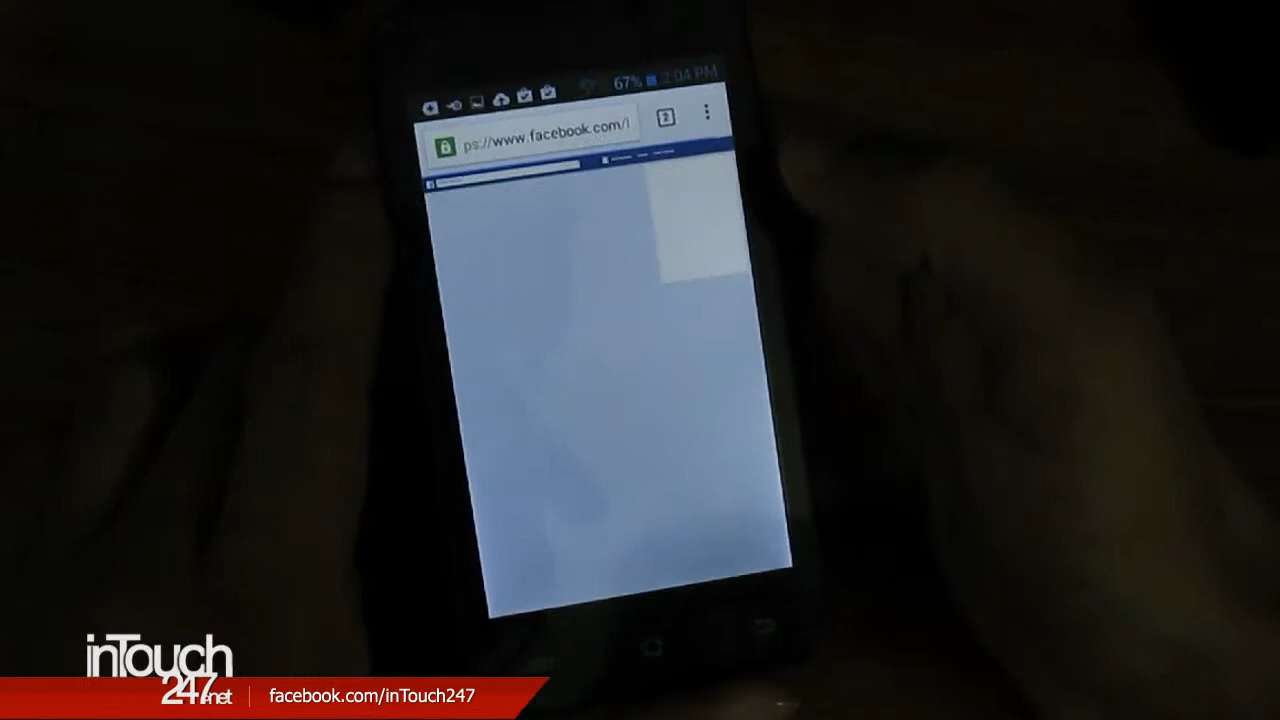 67% 2:04 PM
ps://www.facebook.com/l
2
inTouch
247.net
facebook.com/inTouch247